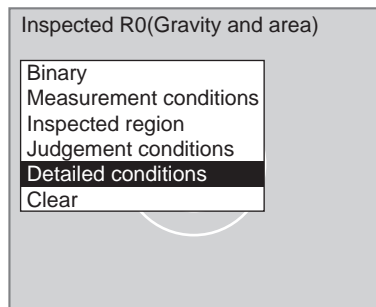 Inspected R0(Gravity and area)
Binary
Measurement conditions
Inspected region
Judgement conditions
Detailed conditions
Clear